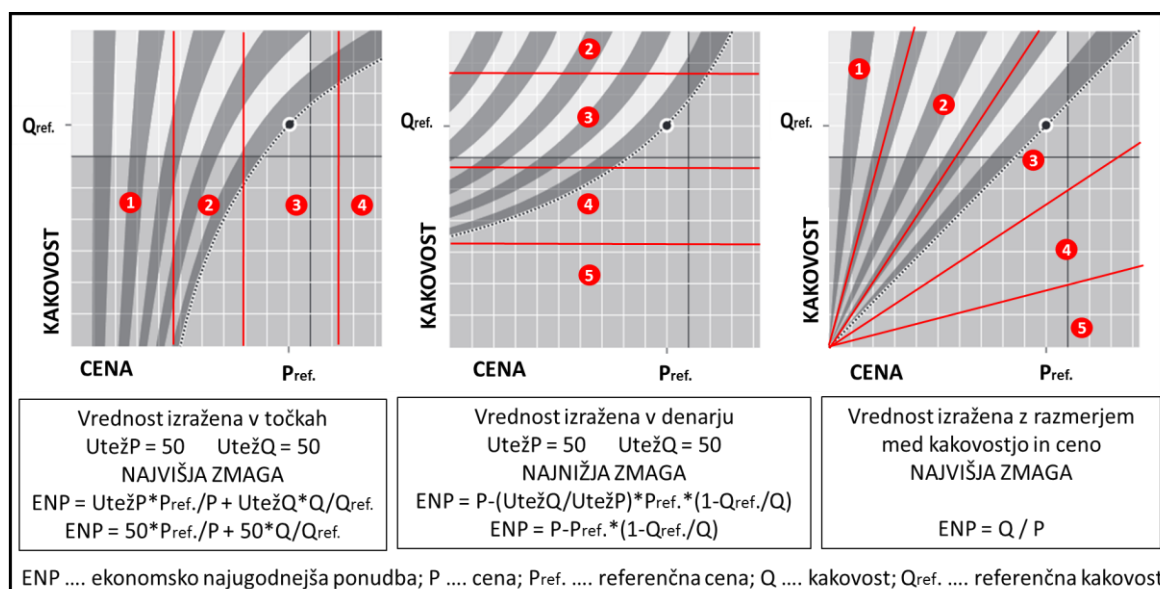 2
1
1
2
3
Qref.
Qref.
Qref.
3
1
2
3
4
4
4
5
5
KAKOVOST
KAKOVOST
KAKOVOST
CENA
Pref.
CENA
Pref.
CENA
Pref.
Vrednost izražena v točkah
UtežP = 50 UtežQ = 50
NAJVIŠJA ZMAGA
ENP = UtežP*Pref./P + UtežQ*Q/Qref.
ENP = 50*Pref./P + 50*Q/Qref.
Vrednost izražena v denarju
UtežP = 50 UtežQ = 50
NAJNIŽJA ZMAGA
ENP = P-(UtežQ/UtežP)*Pref.*(1-Qref./Q)
ENP = P-Pref.*(1-Qref./Q)
Vrednost izražena z razmerjem
med kakovostjo in ceno
NAJVIŠJA ZMAGA
ENP = Q / P
ENP .... ekonomsko najugodnejša ponudba; P .... cena; Pref. .... referenčna cena; Q .... kakovost; Qref. .... referenčna kakovost